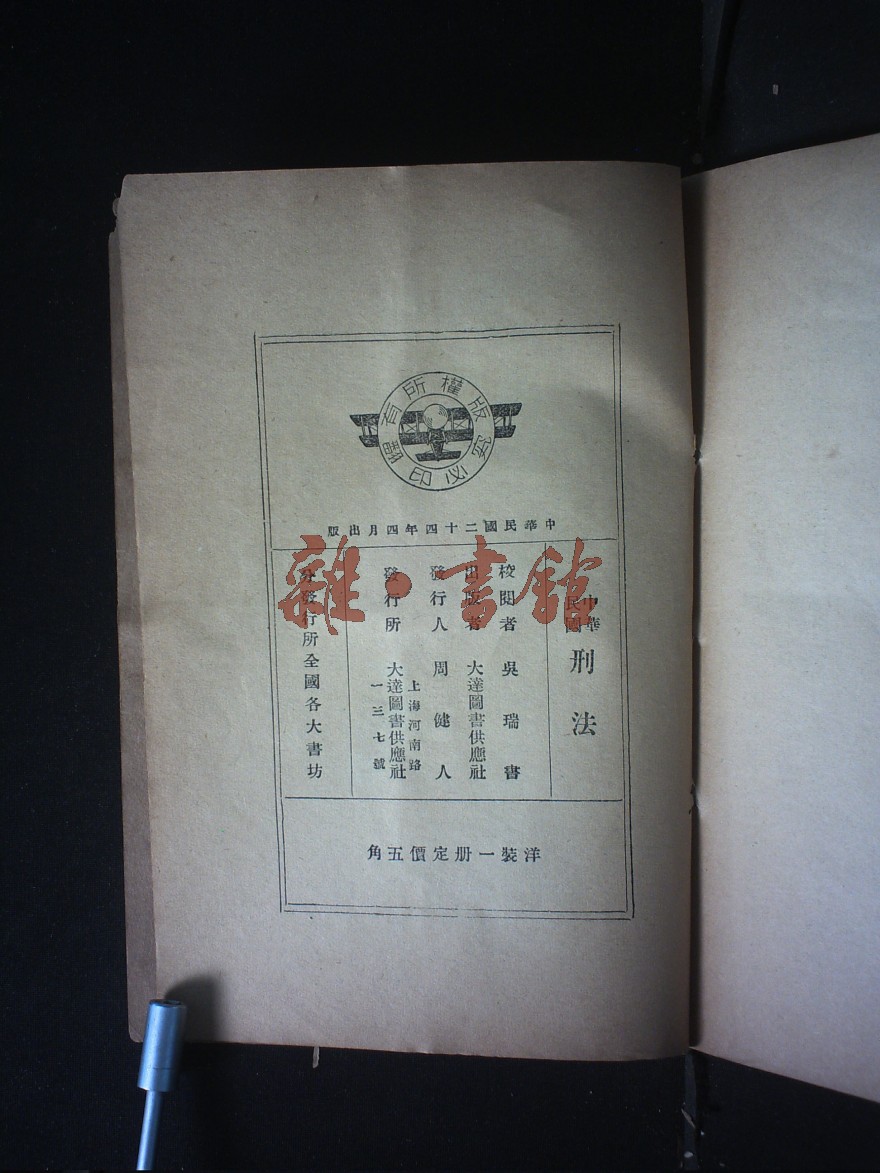 版權所有
翻印必究
中華民國二十四年四月出版
中華民國刑法
校閱者 吳瑞書
出版者 大達圖書供應社
發行人 周健人
發行所 大達圖書供應社
上海河南路
一三七號
分發行所全國各大書坊
洋裝一册定價五角
雜·書館